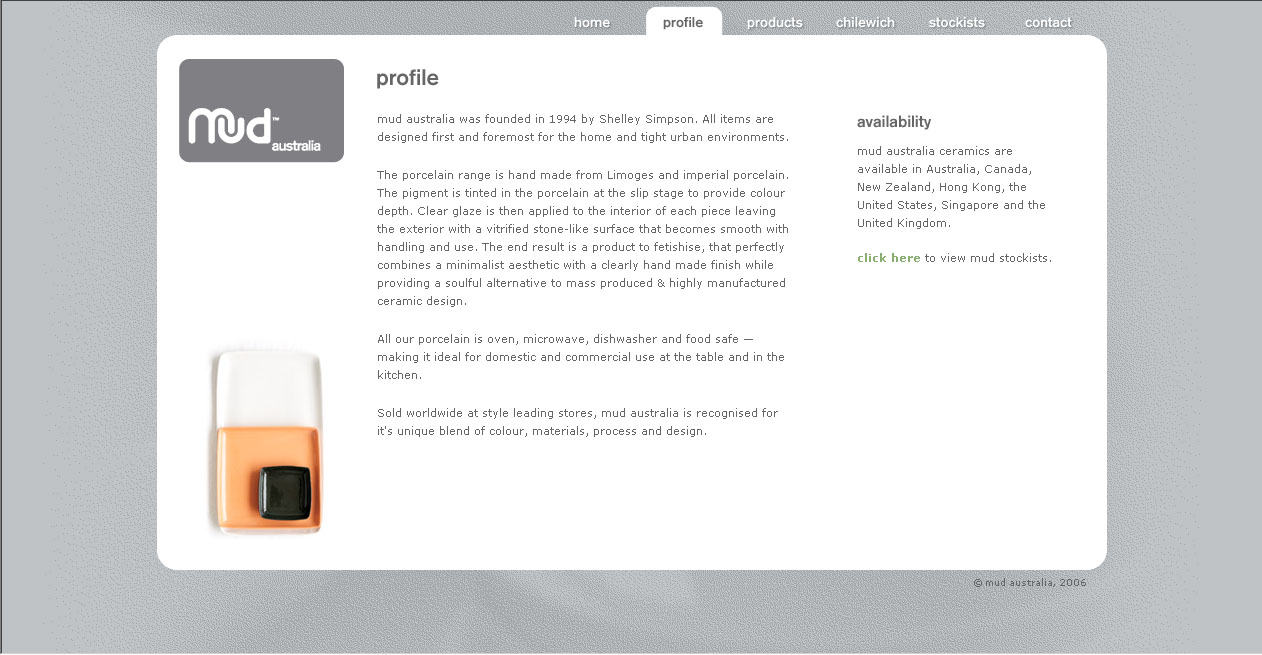 home profile products chilewich stockists contact
mud™
australia
profile
mud australia was founded in 1994 by Shelley Simpson. All items are
designed first and foremost for the home and tight urban environments.
The porcelain range is hand made from Limoges and imperial porcelain.
The pigment is tinted in the porcelain at the slip stage to provide colour
depth. Clear glaze is then applied to the interior of each piece leaving
the exterior with a vitrified stone-like surface that becomes smooth with
handling and use. The end result is a product to fetishise, that perfectly
combines a minimalist aesthetic with a clearly hand made finish while
providing a soulful alternative to mass produced & highly manufactured
ceramic design.
All our porcelain is oven, microwave, dishwasher and food safe —
making it ideal for domestic and commercial use at the table and in the
kitchen.
Sold worldwide at style leading stores, mud australia is recognised for
it's unique blend of colour, materials, process and design.
availability
mud australia ceramics are
available in Australia, Canada,
New Zealand, Hong Kong, the
United States, Singapore and the
United Kingdom.
click here to view mud stockists.
© mud australia, 2006